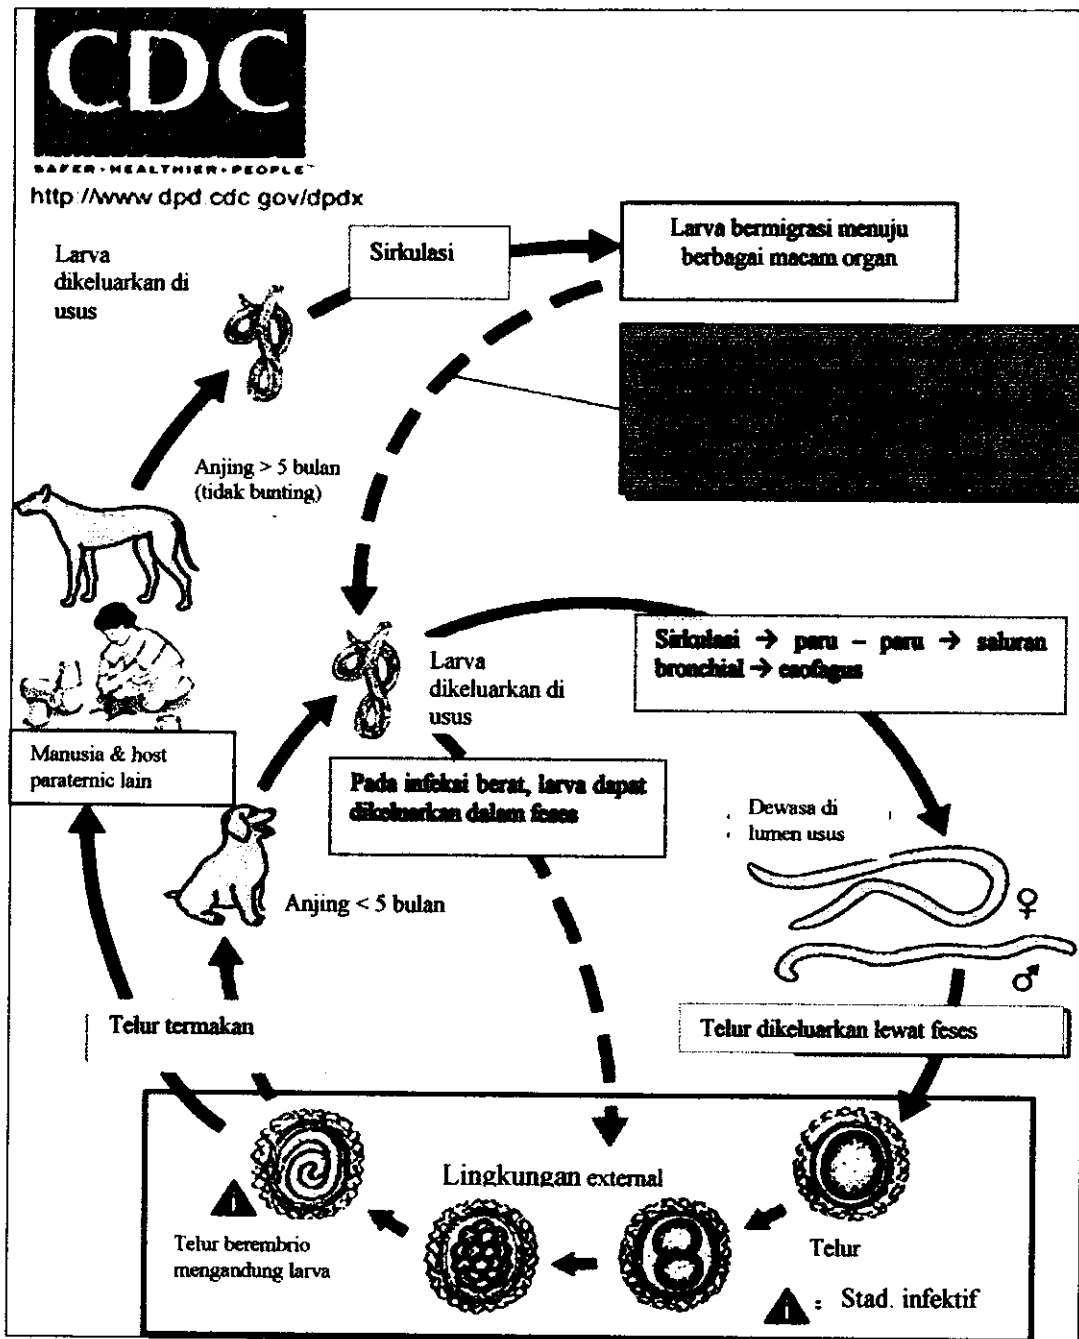 CDC
SAFER • HEALTHIER • PEOPLE™
http://www.dpd.cdc.gov/dpdx
Larva
dikeluarkan di
usus
Sirkulasi
Larva bermigrasi menuju
berbagai macam organ
Anjing > 5 bulan
(tidak bunting)
Manusia & host
paraternic lain
Larva
dikeluarkan di
usus
Sirkulasi → paru – paru → saluran
bronchial → esofagus
Pada infeksi berat, larva dapat
dikeluarkan dalam feses
Anjing < 5 bulan
Dewasa di
lumen usus
♀
♂
Telur termakan
Telur dikeluarkan lewat feses
Lingkungan external
i
Telur berembrio
mengandung larva
Telur
i : Stad. infektif